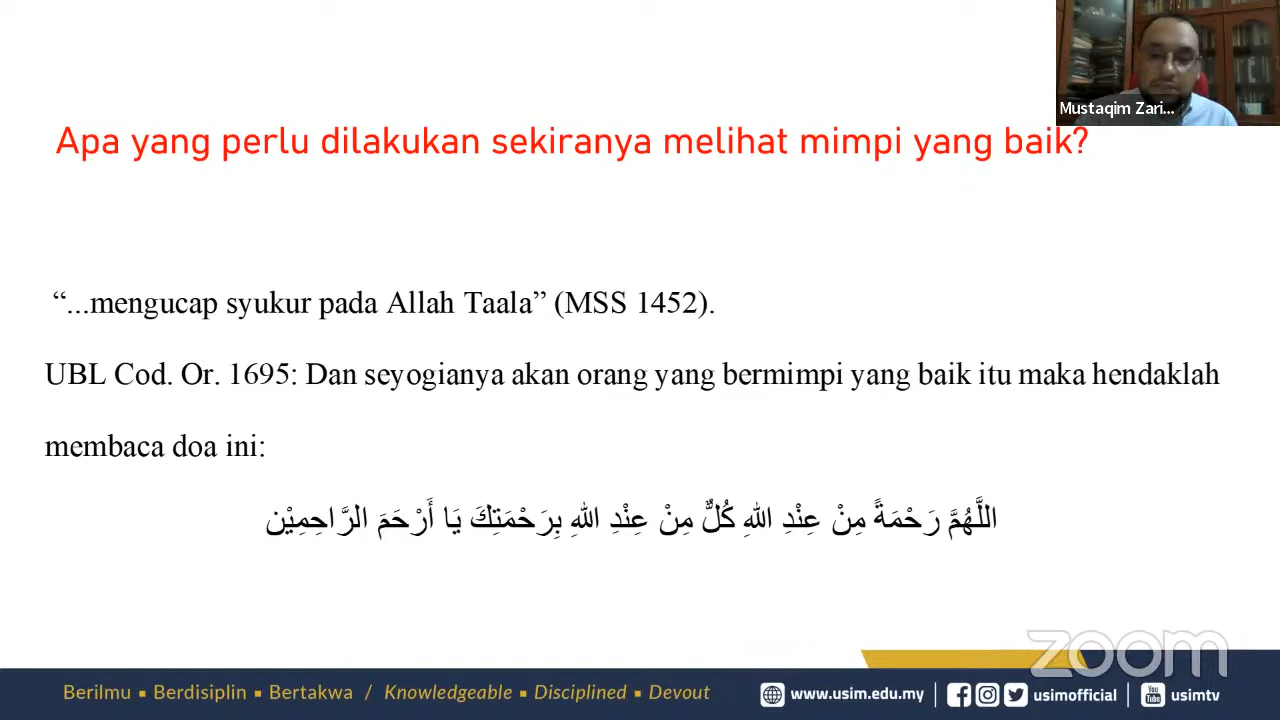 Mustaqim Zari...
Apa yang perlu dilakukan sekiranya melihat mimpi yang baik?
“...mengucap syukur pada Allah Taala” (MSS 1452).
UBL Cod. Or. 1695: Dan seyogianya akan orang yang bermimpi yang baik itu maka hendaklah
membaca doa ini:
اللَّهُمَّ رَحْمَةً مِنْ عِنْدِ اللهِ كُلٌّ مِنْ عِنْدِ اللهِ بِرَحْمَتِكَ يَا أَرْحَمَ الرَّاحِمِيْن
zoom
Berilmu ▪ Berdisiplin ▪ Bertakwa / Knowledgeable ▪ Disciplined ▪ Devout
www.usim.edu.my | usimofficial | You Tube usimtv